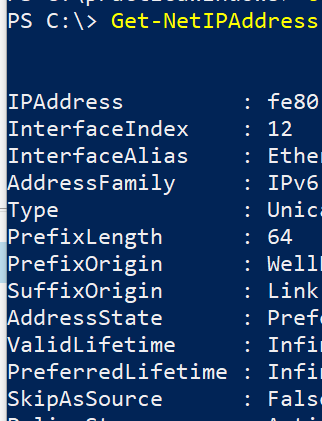 PS C:\> Get-NetIPAddress
IPAddress : fe80
InterfaceIndex : 12
InterfaceAlias : Ether
AddressFamily : IPv6
Type : Unica
PrefixLength : 64
PrefixOrigin : WellK
SuffixOrigin : Link
AddressState : Prefe
ValidLifetime : Infin
PreferredLifetime : Infin
SkipAsSource : False